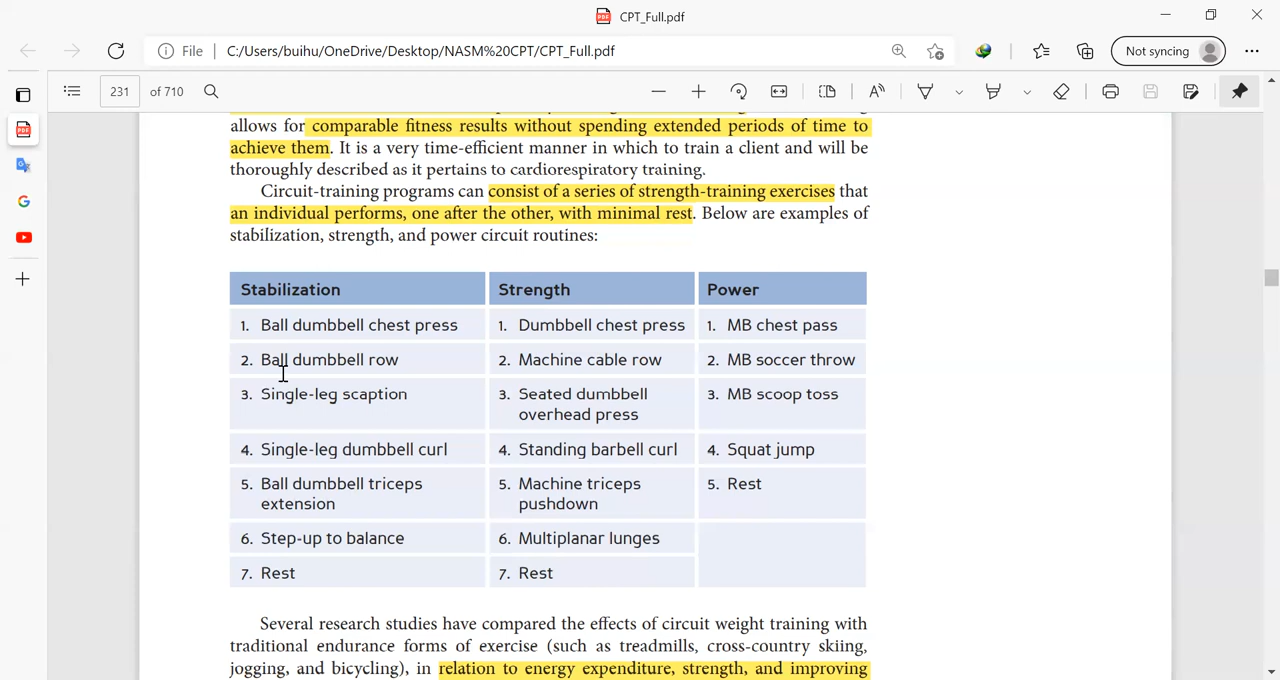 CPT_Full.pdf
File
C:/Users/buihu/OneDrive/Desktop/NASM%20CPT/CPT_Full.pdf
Not syncing
231 of 710
allows for comparable fitness results without spending extended periods of time to
achieve them. It is a very time-efficient manner in which to train a client and will be
thoroughly described as it pertains to cardiorespiratory training.
Circuit-training programs can consist of a series of strength-training exercises that
an individual performs, one after the other, with minimal rest. Below are examples of
stabilization, strength, and power circuit routines:
Stabilization Strength Power
1. Ball dumbbell chest press 1. Dumbbell chest press 1. MB chest pass
2. Ball dumbbell row 2. Machine cable row 2. MB soccer throw
3. Single-leg scaption 3. Seated dumbbell 3. MB scoop toss
overhead press
4. Single-leg dumbbell curl 4. Standing barbell curl 4. Squat jump
5. Ball dumbbell triceps 5. Machine triceps 5. Rest
extension pushdown
6. Step-up to balance 6. Multiplanar lunges
7. Rest 7. Rest
Several research studies have compared the effects of circuit weight training with
traditional endurance forms of exercise (such as treadmills, cross-country skiing,
jogging, and bicycling), in relation to energy expenditure, strength, and improving